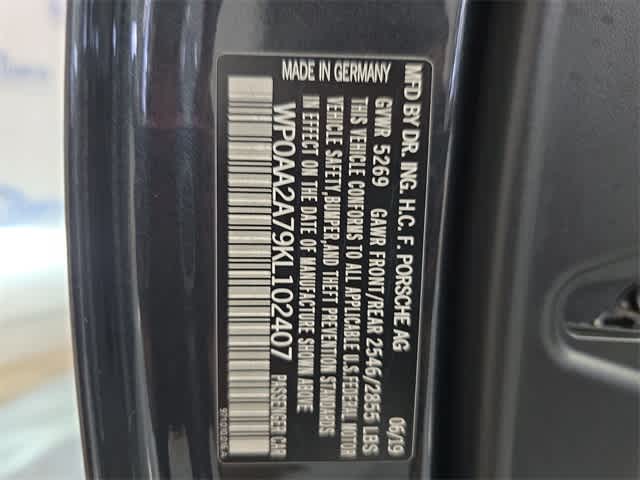 MFD BY DR. ING. H.C. F. PORSCHE AG
06/19
GVWR 5269 GAWR FRONT/REAR 2546/2855 LBS
THIS VEHICLE CONFORMS TO ALL APPLICABLE U.S. FEDERAL MOTOR
VEHICLE SAFETY, BUMPER, AND THEFT PREVENTION STANDARDS
IN EFFECT ON THE DATE OF MANUFACTURE SHOWN ABOVE
MADE IN GERMANY
PASSENGER CAR
WP0AA2A79KL102407